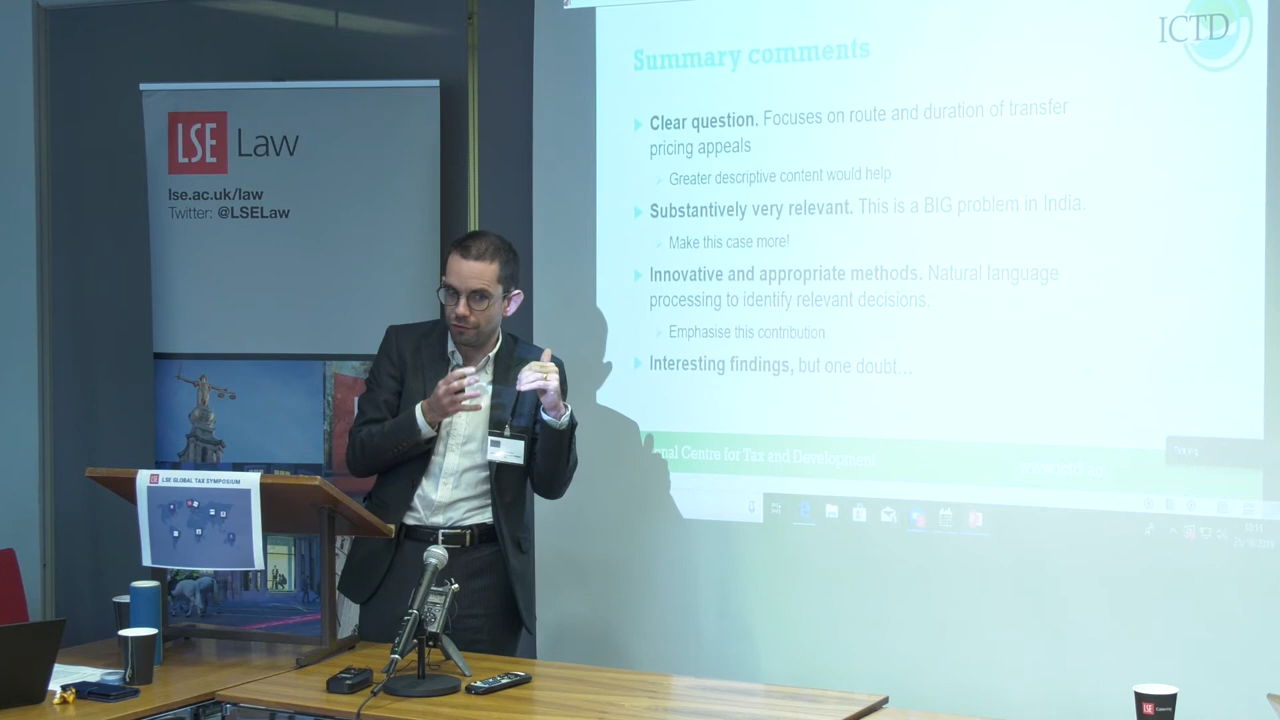 LSE Law
lse.ac.uk/law
Twitter: @LSELaw
LSE GLOBAL TAX SYMPOSIUM
ICTD
Summary comments
Clear question. Focuses on route and duration of transfer
pricing appeals
Greater descriptive content would help
Substantively very relevant. This is a BIG problem in India.
Make this case more!
Innovative and appropriate methods. Natural language
processing to identify relevant decisions.
Emphasise this contribution
Interesting findings, but one doubt…
nal Centre for Tax and Development
LSE Catering